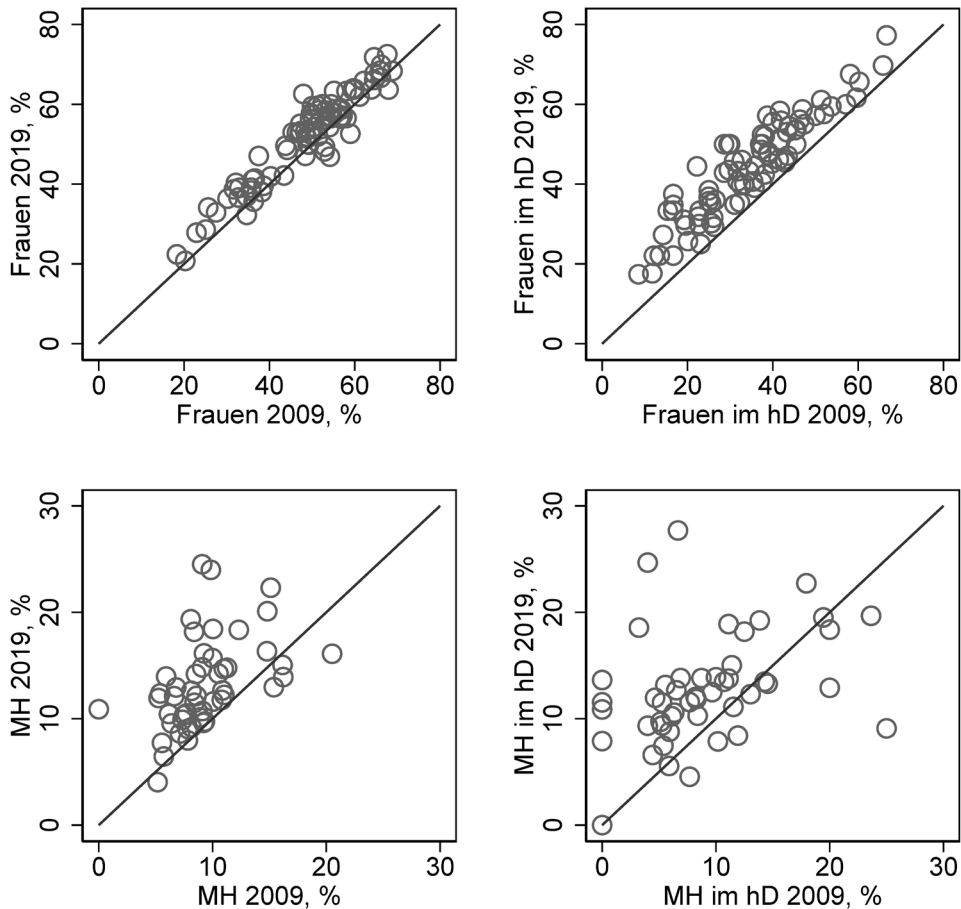 Frauen 2019, %
80
60
40
20
0
0 20 40 60 80
Frauen 2009, %
Frauen im hD 2019, %
80
60
40
20
0
0 20 40 60 80
Frauen im hD 2009, %
MH 2019, %
30
20
10
0
0 10 20 30
MH 2009, %
MH im hD 2019, %
30
20
10
0
0 10 20 30
MH im hD 2009, %